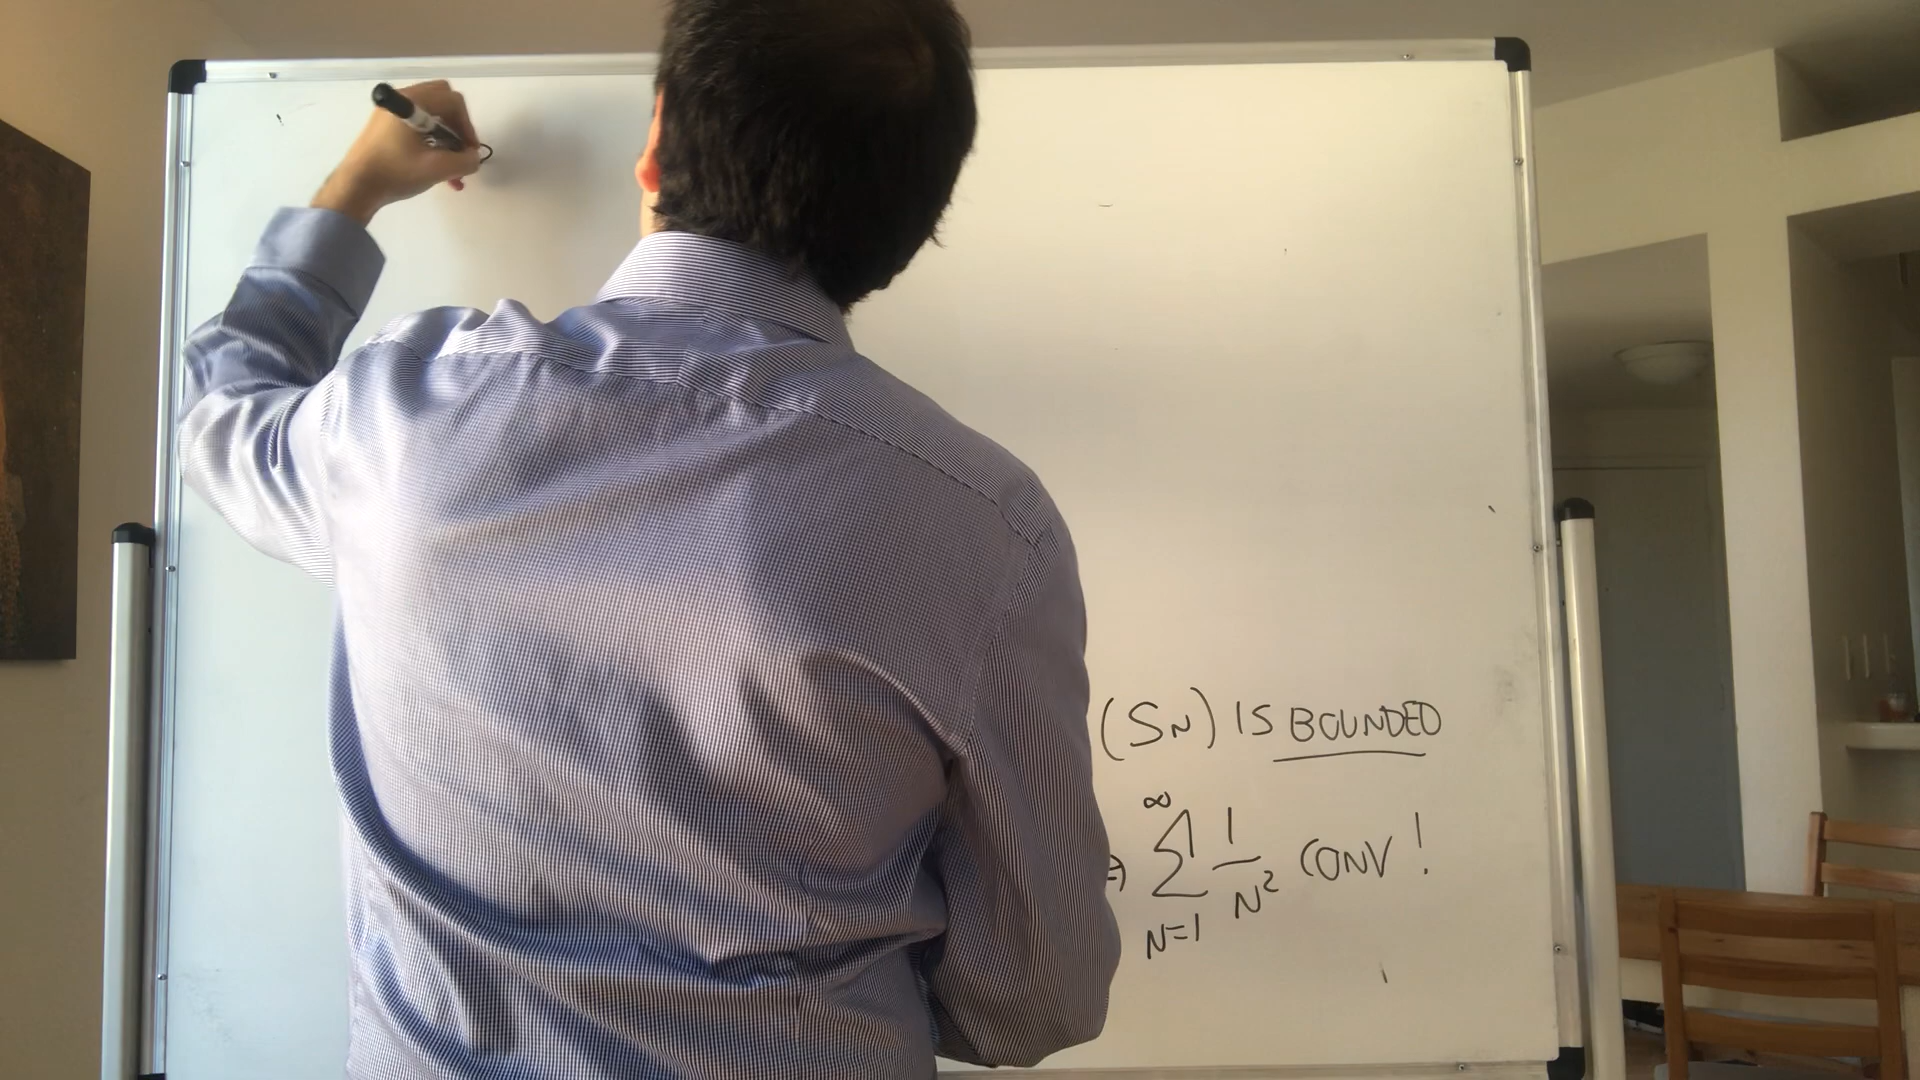 (SN) IS BOUNDED
⇒ ∞∑N=1 1/N² CONV!